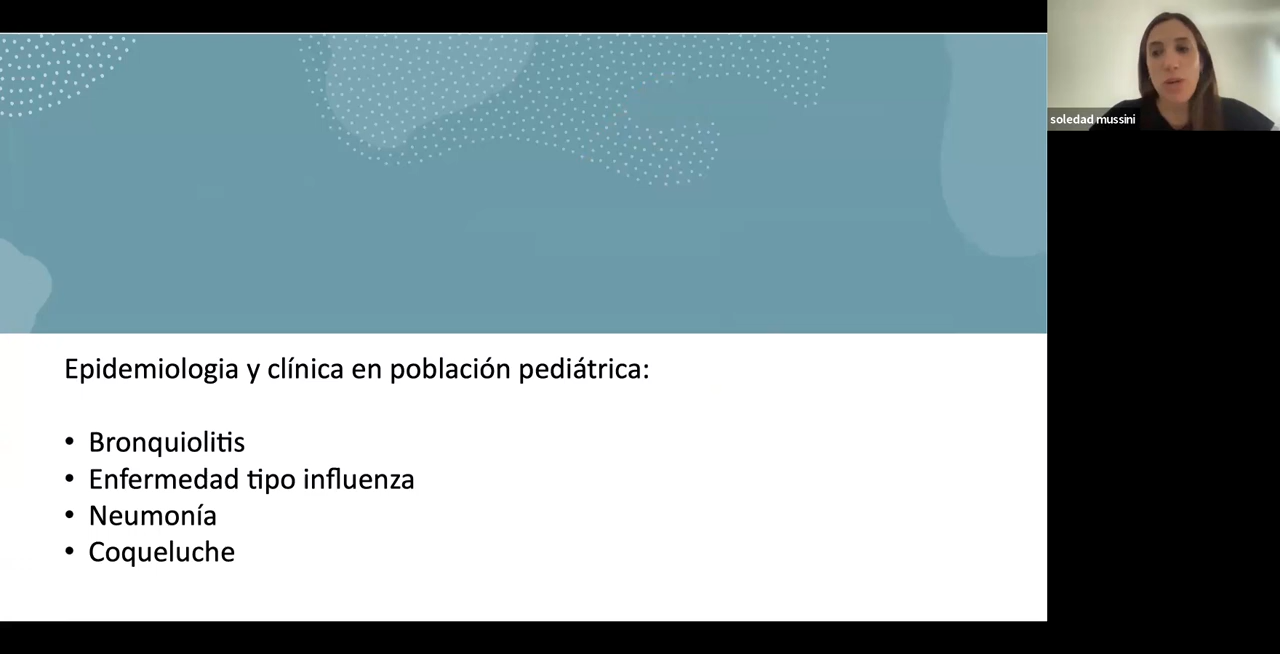 soledad mussini
Epidemiologia y clínica en población pediátrica:
• Bronquiolitis
• Enfermedad tipo influenza
• Neumonía
• Coqueluche